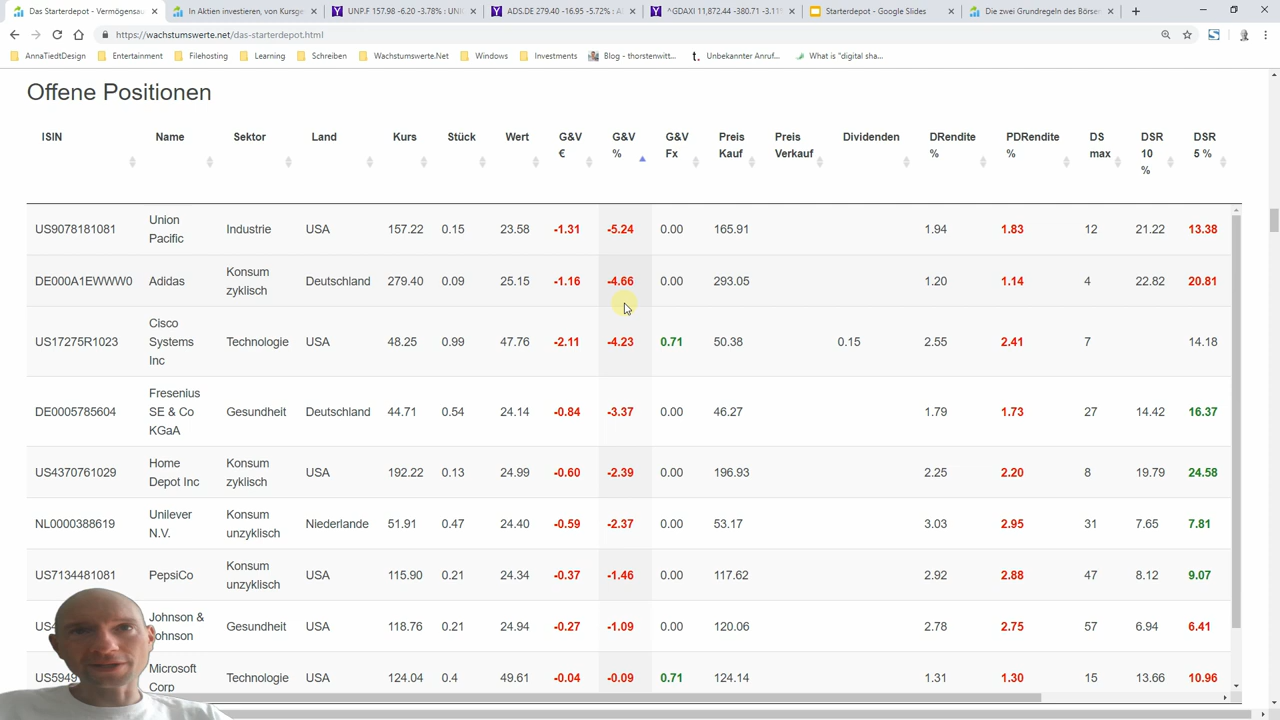 Das Starterdepot - Vermögensau
In Aktien investieren, von Kursge
UNP.F 157.98 -6.20 -3.78% : UNI
ADS.DE 279.40 -16.95 -5.72% : A
^GDAXI 11,872.44 -380.71 -3.11%
Starterdepot - Google Slides
Die zwei Grundregeln des Börsen
https://wachstumswerte.net/das-starterdepot.html
AnnaTiedtDesign
Entertainment
Filehosting
Learning
Schreiben
Wachstumswerte.Net
Windows
Investments
Blog - thorstenwitt...
Unbekannter Anruf...
What is "digital sha...
Offene Positionen
ISIN Name Sektor Land Kurs Stück Wert G&V € G&V % G&V Fx Preis Kauf Preis Verkauf Dividenden DRendite % PDRendite % DS max DSR 10 % DSR 5 %
US9078181081 Union Pacific Industrie USA 157.22 0.15 23.58 -1.31 -5.24 0.00 165.91 1.94 1.83 12 21.22 13.38
DE000A1EWWW0 Adidas Konsum zyklisch Deutschland 279.40 0.09 25.15 -1.16 -4.66 0.00 293.05 1.20 1.14 4 22.82 20.81
US17275R1023 Cisco Systems Inc Technologie USA 48.25 0.99 47.76 -2.11 -4.23 0.71 50.38 0.15 2.55 2.41 7 14.18
DE0005785604 Fresenius SE & Co KGaA Gesundheit Deutschland 44.71 0.54 24.14 -0.84 -3.37 0.00 46.27 1.79 1.73 27 14.42 16.37
US4370761029 Home Depot Inc Konsum zyklisch USA 192.22 0.13 24.99 -0.60 -2.39 0.00 196.93 2.25 2.20 8 19.79 24.58
NL0000388619 Unilever N.V. Konsum unzyklisch Niederlande 51.91 0.47 24.40 -0.59 -2.37 0.00 53.17 3.03 2.95 31 7.65 7.81
US7134481081 PepsiCo Konsum unzyklisch USA 115.90 0.21 24.34 -0.37 -1.46 0.00 117.62 2.92 2.88 47 8.12 9.07
US4 Johnson & Johnson Gesundheit USA 118.76 0.21 24.94 -0.27 -1.09 0.00 120.06 2.78 2.75 57 6.94 6.41
US5949 Microsoft Corp Technologie USA 124.04 0.4 49.61 -0.04 -0.09 0.71 124.14 1.31 1.30 15 13.66 10.96